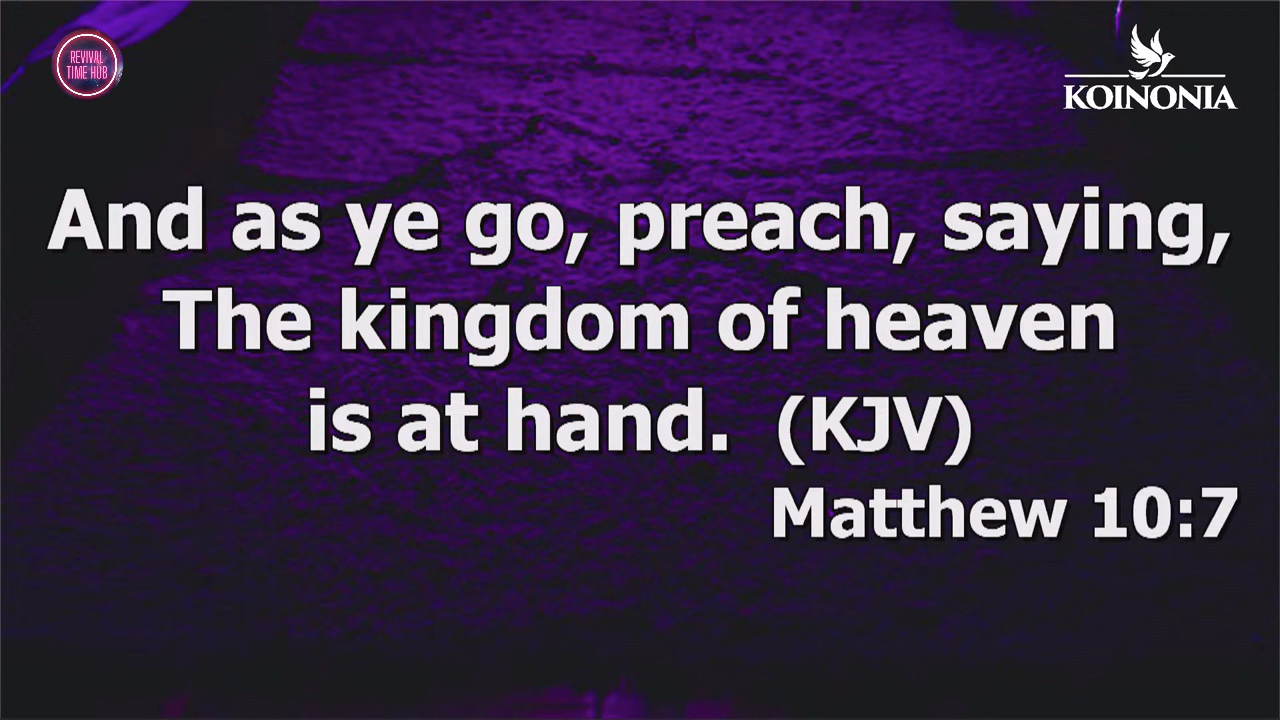 REVIVAL
TIME HUB
KOINONIA
And as ye go, preach, saying,
The kingdom of heaven
is at hand. (KJV)
Matthew 10:7